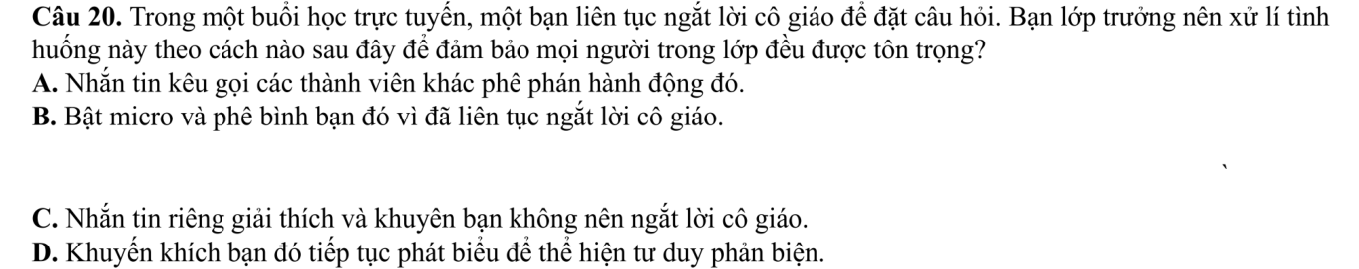 Câu 20. Trong một buổi học trực tuyến, một bạn liên tục ngắt lời cô giáo để đặt câu hỏi. Bạn lớp trưởng nên xử lí tình
huống này theo cách nào sau đây để đảm bảo mọi người trong lớp đều được tôn trọng?
A. Nhắn tin kêu gọi các thành viên khác phê phán hành động đó.
B. Bật micro và phê bình bạn đó vì đã liên tục ngắt lời cô giáo.
C. Nhắn tin riêng giải thích và khuyên bạn không nên ngắt lời cô giáo.
D. Khuyến khích bạn đó tiếp tục phát biểu để thể hiện tư duy phản biện.